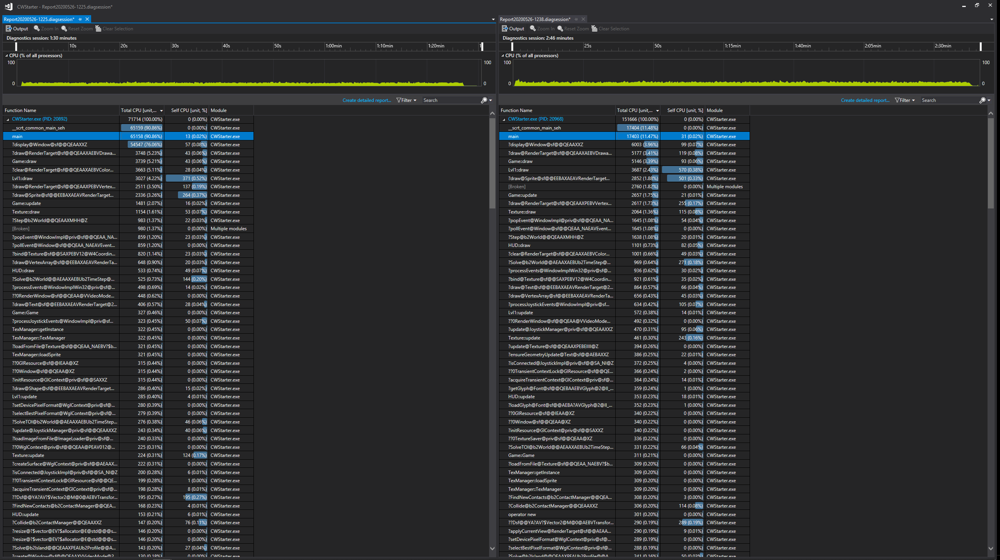 CWStarter - Report20200526-1225.diagsession*
Report20200526-1225.diagsession*
Output Zoom In Reset Zoom Clear Selection
Diagnostics session: 1:30 minutes
10s 20s 30s 40s 50s 1:00min 1:10min 1:20min
CPU (% of all processors)
100 100
0 0
Create detailed report... Filter Search
Function Name Total CPU [unit,... Self CPU [unit, %] Module
CWStarter.exe (PID: 20892) 71714 (100.00%) 0 (0.00%) CWStarter.exe
__scrt_common_main_seh 65159 (90.86%) 0 (0.00%) CWStarter.exe
main 65158 (90.86%) 13 (0.02%) CWStarter.exe
?display@Window@sf@@QEAAXXZ 54547 (76.06%) 57 (0.08%) CWStarter.exe
?draw@RenderTarget@sf@@QEAAXAEBVDrawa... 3748 (5.23%) 43 (0.06%) CWStarter.exe
Game::draw 3739 (5.21%) 43 (0.06%) CWStarter.exe
?clear@RenderTarget@sf@@QEAAXAEBVColor... 3663 (5.11%) 28 (0.04%) CWStarter.exe
Lvl1::draw 3027 (4.22%) 371 (0.52%) CWStarter.exe
?draw@RenderTarget@sf@@QEAAXPEBVVertex... 2511 (3.50%) 137 (0.19%) CWStarter.exe
?draw@Sprite@sf@@EEBAXAEAVRenderTarget... 2336 (3.26%) 264 (0.37%) CWStarter.exe
Game::update 1481 (2.07%) 16 (0.02%) CWStarter.exe
Texture::draw 1154 (1.61%) 53 (0.07%) CWStarter.exe
?Step@b2World@@QEAAXMHH@Z 983 (1.37%) 22 (0.03%) CWStarter.exe
[Broken] 980 (1.37%) 0 (0.00%) Multiple modules
?popEvent@WindowImpl@priv@sf@@QEAA_NA... 859 (1.20%) 23 (0.03%) CWStarter.exe
?pollEvent@Window@sf@@QEAA_NAEAVEvent... 859 (1.20%) 0 (0.00%) CWStarter.exe
?bind@Texture@sf@@SAXPEBV12@W4Coordin... 820 (1.14%) 23 (0.03%) CWStarter.exe
?draw@VertexArray@sf@@EEBAXAEAVRenderTa... 648 (0.90%) 20 (0.03%) CWStarter.exe
HUD::draw 533 (0.74%) 49 (0.07%) CWStarter.exe
?Solve@b2World@@AEAAXAEBUb2TimeStep@... 525 (0.73%) 144 (0.20%) CWStarter.exe
?processEvents@WindowImplWin32@priv@sf@... 498 (0.69%) 14 (0.02%) CWStarter.exe
??0RenderWindow@sf@@QEAA@VVideoMode... 448 (0.62%) 0 (0.00%) CWStarter.exe
?draw@Text@sf@@EEBAXAEAVRenderTarget@2... 406 (0.57%) 28 (0.04%) CWStarter.exe
Game::Game 327 (0.46%) 0 (0.00%) CWStarter.exe
?processJoystickEvents@WindowImpl@priv@sf... 323 (0.45%) 50 (0.07%) CWStarter.exe
TexManager::getInstance 322 (0.45%) 0 (0.00%) CWStarter.exe
TexManager::TexManager 322 (0.45%) 0 (0.00%) CWStarter.exe
?loadFromFile@Texture@sf@@QEAA_NAEBV?$b... 321 (0.45%) 0 (0.00%) CWStarter.exe
TexManager::loadSprite 321 (0.45%) 0 (0.00%) CWStarter.exe
??0GlResource@sf@@IEAA@XZ 315 (0.44%) 0 (0.00%) CWStarter.exe
??0Window@sf@@QEAA@XZ 315 (0.44%) 0 (0.00%) CWStarter.exe
?initResource@GlContext@priv@sf@@SAXXZ 315 (0.44%) 0 (0.00%) CWStarter.exe
?draw@Shape@sf@@EEBAXAEAVRenderTarget... 286 (0.40%) 15 (0.02%) CWStarter.exe
Lvl1::update 285 (0.40%) 4 (0.01%) CWStarter.exe
?setDevicePixelFormat@WglContext@priv@sf@... 280 (0.39%) 0 (0.00%) CWStarter.exe
?selectBestPixelFormat@WglContext@priv@sf@... 279 (0.39%) 0 (0.00%) CWStarter.exe
?SolveTOI@b2World@@AEAAXAEBUb2TimeStep... 276 (0.38%) 46 (0.06%) CWStarter.exe
?update@JoystickManager@priv@sf@@QEAAXXZ 243 (0.34%) 40 (0.06%) CWStarter.exe
?loadImageFromFile@ImageLoader@priv@sf@... 240 (0.33%) 0 (0.00%) CWStarter.exe
??0WglContext@priv@sf@@QEAA@PEAV012@... 225 (0.31%) 0 (0.00%) CWStarter.exe
Texture::update 224 (0.31%) 124 (0.17%) CWStarter.exe
?createSurface@WglContext@priv@sf@@AEAAX... 222 (0.31%) 0 (0.00%) CWStarter.exe
?isConnected@JoystickImpl@priv@sf@@SA_NI@Z 200 (0.28%) 6 (0.01%) CWStarter.exe
??0TransientContextLock@GlResource@sf@@QE... 199 (0.28%) 1 (0.00%) CWStarter.exe
?acquireTransientContext@GlContext@priv@sf@... 198 (0.28%) 8 (0.01%) CWStarter.exe
??Dsf@@YA?AV?$Vector2@M@0@AEBVTransfor... 195 (0.27%) 195 (0.27%) CWStarter.exe
?FindNewContacts@b2ContactManager@@QEA... 168 (0.23%) 4 (0.01%) CWStarter.exe
HUD::update 153 (0.21%) 6 (0.01%) CWStarter.exe
?Collide@b2ContactManager@@QEAAXXZ 147 (0.20%) 76 (0.11%) CWStarter.exe
?resize@?$vector@EV?$allocator@E@std@@@s... 146 (0.20%) 0 (0.00%) CWStarter.exe
?resize@?$vector@EV?$allocator@E@std@@@s... 146 (0.20%) 0 (0.00%) CWStarter.exe
?Solve@b2Island@@QEAAXPEAUb2Profile@@A... 143 (0.20%) 27 (0.04%) CWStarter.exe
?create@Window@sf@@QEAAXVVideoMode@2... 130 (0.18%) 0 (0.00%) CWStarter.exe
Report20200526-1238.diagsession*
Output Zoom In Reset Zoom Clear Selection
Diagnostics session: 2:46 minutes
25s 50s 1:15min 1:40min 2:05min 2:30min
CPU (% of all processors)
100 100
0 0
Create detailed report... Filter Search
Function Name Total CPU [unit,... Self CPU [unit, %] Module
CWStarter.exe (PID: 20968) 151666 (100.00%) 0 (0.00%) CWStarter.exe
__scrt_common_main_seh 17404 (11.48%) 0 (0.00%) CWStarter.exe
main 17403 (11.47%) 31 (0.02%) CWStarter.exe
?display@Window@sf@@QEAAXXZ 6003 (3.96%) 99 (0.07%) CWStarter.exe
?draw@RenderTarget@sf@@QEAAXAEBVDrawa... 5177 (3.41%) 119 (0.08%) CWStarter.exe
Game::draw 5146 (3.39%) 93 (0.06%) CWStarter.exe
Lvl1::draw 3687 (2.43%) 570 (0.38%) CWStarter.exe
?draw@Sprite@sf@@EEBAXAEAVRenderTarget... 2852 (1.88%) 501 (0.33%) CWStarter.exe
[Broken] 2760 (1.82%) 0 (0.00%) Multiple modules
Game::update 2657 (1.75%) 21 (0.01%) CWStarter.exe
?draw@RenderTarget@sf@@QEAAXPEBVVertex... 2617 (1.73%) 255 (0.17%) CWStarter.exe
Texture::draw 2064 (1.36%) 115 (0.08%) CWStarter.exe
?popEvent@WindowImpl@priv@sf@@QEAA_NA... 1645 (1.08%) 54 (0.04%) CWStarter.exe
?pollEvent@Window@sf@@QEAA_NAEAVEvent... 1645 (1.08%) 0 (0.00%) CWStarter.exe
?Step@b2World@@QEAAXMHH@Z 1638 (1.08%) 20 (0.01%) CWStarter.exe
HUD::draw 1101 (0.73%) 82 (0.05%) CWStarter.exe
?clear@RenderTarget@sf@@QEAAXAEBVColor... 1001 (0.66%) 49 (0.03%) CWStarter.exe
?Solve@b2World@@AEAAXAEBUb2TimeStep@... 969 (0.64%) 271 (0.18%) CWStarter.exe
?processEvents@WindowImplWin32@priv@sf@... 936 (0.62%) 30 (0.02%) CWStarter.exe
?bind@Texture@sf@@SAXPEBV12@W4Coordin... 921 (0.61%) 35 (0.02%) CWStarter.exe
?draw@Text@sf@@EEBAXAEAVRenderTarget@2... 864 (0.57%) 66 (0.04%) CWStarter.exe
?draw@VertexArray@sf@@EEBAXAEAVRenderTa... 656 (0.43%) 45 (0.03%) CWStarter.exe
?processJoystickEvents@WindowImpl@priv@sf... 634 (0.42%) 105 (0.07%) CWStarter.exe
Lvl1::update 572 (0.38%) 14 (0.01%) CWStarter.exe
??0RenderWindow@sf@@QEAA@VVideoMode... 492 (0.32%) 0 (0.00%) CWStarter.exe
?update@JoystickManager@priv@sf@@QEAAXXZ 470 (0.31%) 95 (0.06%) CWStarter.exe
Texture::update 461 (0.30%) 243 (0.16%) CWStarter.exe
?update@Texture@sf@@QEAAXPEBEIIII@Z 394 (0.26%) 0 (0.00%) CWStarter.exe
?ensureGeometryUpdate@Text@sf@@AEBAXXZ 386 (0.25%) 22 (0.01%) CWStarter.exe
?isConnected@JoystickImpl@priv@sf@@SA_NI@Z 372 (0.25%) 4 (0.00%) CWStarter.exe
??0TransientContextLock@GlResource@sf@@QE... 366 (0.24%) 2 (0.00%) CWStarter.exe
?acquireTransientContext@GlContext@priv@sf@... 364 (0.24%) 14 (0.01%) CWStarter.exe
?getGlyph@Font@sf@@QEBAAEBVGlyph@2@II_... 359 (0.24%) 1 (0.00%) CWStarter.exe
HUD::update 353 (0.23%) 18 (0.01%) CWStarter.exe
?loadGlyph@Font@sf@@AEBA?AVGlyph@2@II_... 352 (0.23%) 1 (0.00%) CWStarter.exe
??0GlResource@sf@@IEAA@XZ 340 (0.22%) 0 (0.00%) CWStarter.exe
??0Window@sf@@QEAA@XZ 340 (0.22%) 0 (0.00%) CWStarter.exe
?initResource@GlContext@priv@sf@@SAXXZ 340 (0.22%) 0 (0.00%) CWStarter.exe
??0TextureSaver@priv@sf@@QEAA@XZ 336 (0.22%) 0 (0.00%) CWStarter.exe
?SolveTOI@b2World@@AEAAXAEBUb2TimeStep... 331 (0.22%) 66 (0.04%) CWStarter.exe
Game::Game 311 (0.21%) 0 (0.00%) CWStarter.exe
?loadFromFile@Texture@sf@@QEAA_NAEBV?$b... 309 (0.20%) 0 (0.00%) CWStarter.exe
TexManager::getInstance 309 (0.20%) 0 (0.00%) CWStarter.exe
TexManager::loadSprite 309 (0.20%) 0 (0.00%) CWStarter.exe
TexManager::TexManager 309 (0.20%) 0 (0.00%) CWStarter.exe
?FindNewContacts@b2ContactManager@@QEA... 308 (0.20%) 3 (0.00%) CWStarter.exe
?Collide@b2ContactManager@@QEAAXXZ 306 (0.20%) 114 (0.08%) CWStarter.exe
operator new 301 (0.20%) 0 (0.00%) CWStarter.exe
??Dsf@@YA?AV?$Vector2@M@0@AEBVTransfor... 290 (0.19%) 289 (0.19%) CWStarter.exe
?applyCurrentView@RenderTarget@sf@@AEAA... 290 (0.19%) 9 (0.01%) CWStarter.exe
?setDevicePixelFormat@WglContext@priv@sf@... 289 (0.19%) 0 (0.00%) CWStarter.exe
?selectBestPixelFormat@WglContext@priv@sf@... 288 (0.19%) 0 (0.00%) CWStarter.exe
?Solve@b2Island@@QEAAXPEAUb2Profile@@A... 241 (0.16%) 50 (0.03%) CWStarter.exe